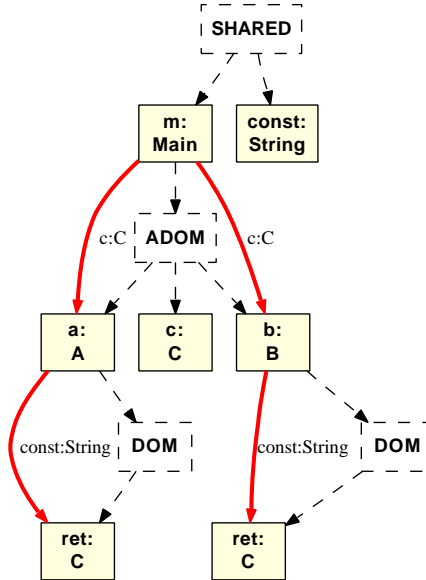 SHARED
m:
Main
const:
String
c:C
ADOM
c:C
a:
A
c:
C
b:
B
const:String
DOM
const:String
DOM
ret:
C
ret:
C